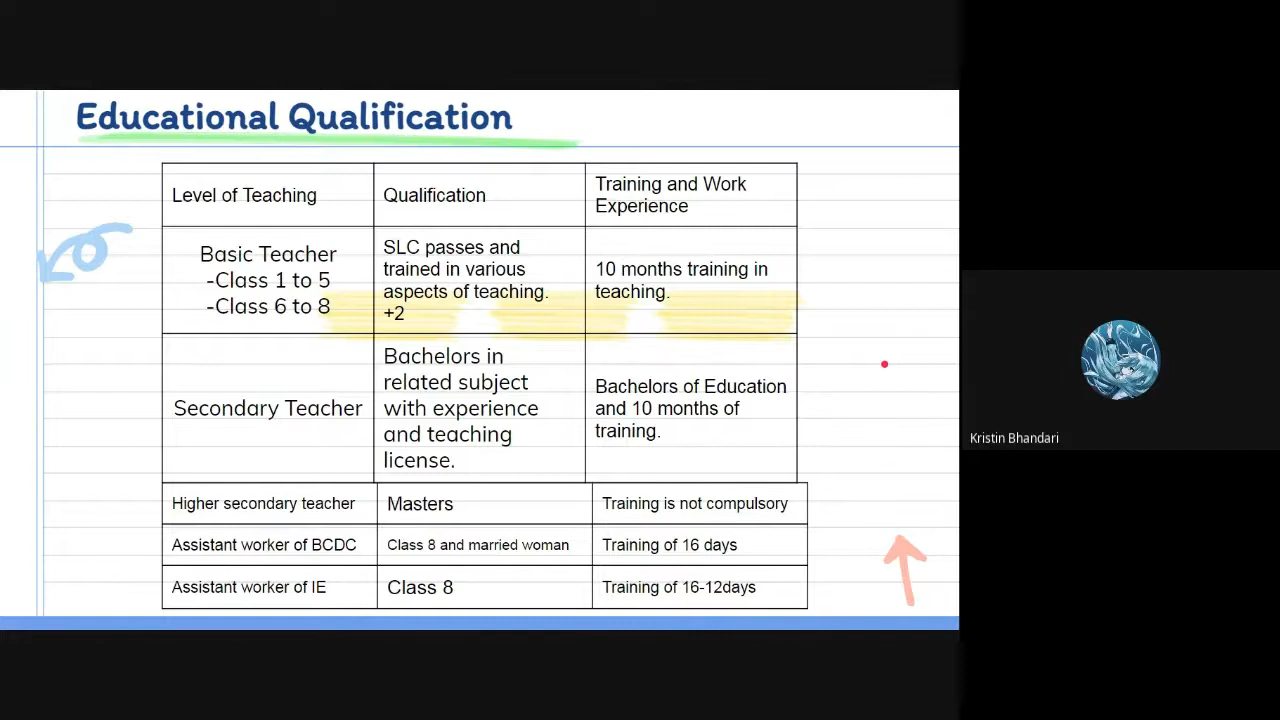 Educational Qualification
Level of Teaching
Qualification
Training and Work
Experience
Basic Teacher
-Class 1 to 5
-Class 6 to 8
SLC passes and
trained in various
aspects of teaching.
+2
10 months training in
teaching.
Secondary Teacher
Bachelors in
related subject
with experience
and teaching
license.
Bachelors of Education
and 10 months of
training.
Higher secondary teacher
Masters
Training is not compulsory
Assistant worker of BCDC
Class 8 and married woman
Training of 16 days
Assistant worker of IE
Class 8
Training of 16-12days
Kristin Bhandari